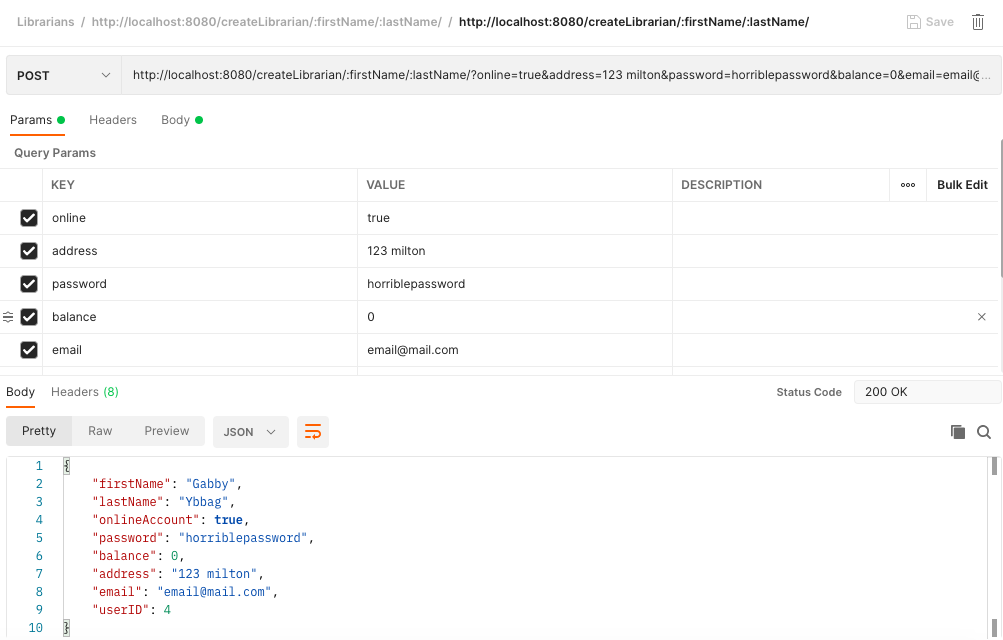 Librarians / http://localhost:8080/createLibrarian/:firstName/:lastName/ / http://localhost:8080/createLibrarian/:firstName/:lastName/ Save
POST http://localhost:8080/createLibrarian/:firstName/:lastName/?online=true&address=123 milton&password=horriblepassword&balance=0&email=email@...
Params Headers Body
Query Params
KEY VALUE DESCRIPTION ooo Bulk Edit
online true
address 123 milton
password horriblepassword
balance 0
email email@mail.com
Body Headers (8) Status Code 200 OK
Pretty Raw Preview JSON
1 {
2 "firstName": "Gabby",
3 "lastName": "Ybbag",
4 "onlineAccount": true,
5 "password": "horriblepassword",
6 "balance": 0,
7 "address": "123 milton",
8 "email": "email@mail.com",
9 "userID": 4
10 }